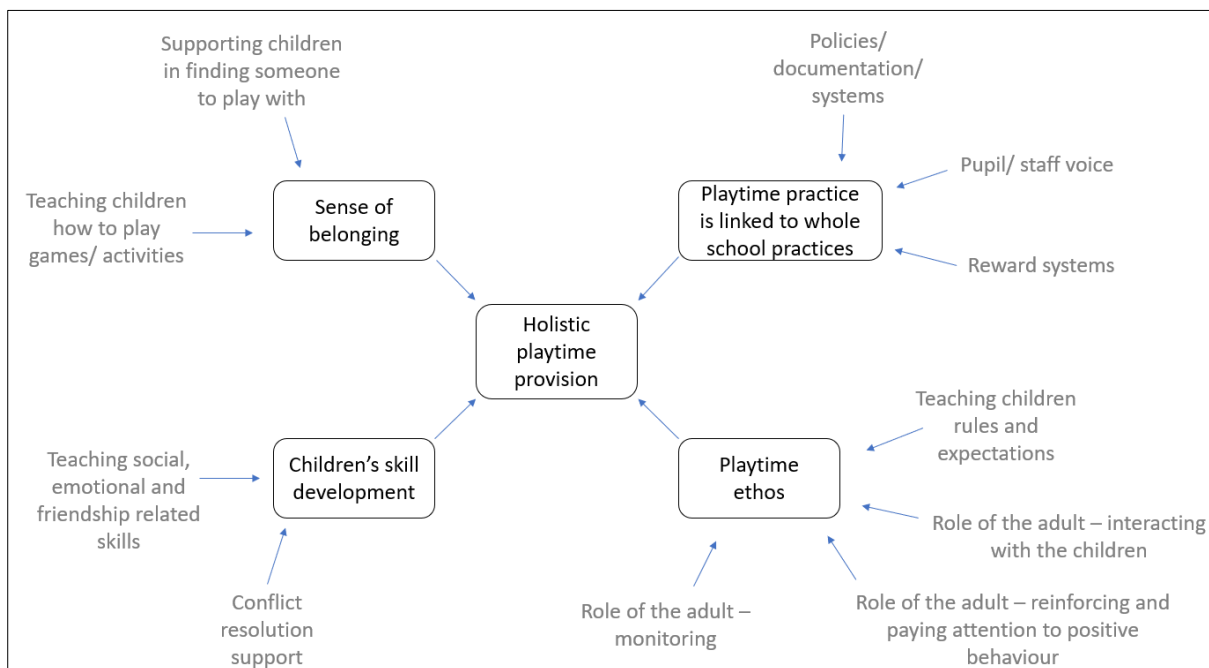 Supporting children
in finding someone
to play with
Policies/
documentation/
systems
Teaching children
how to play
games/ activities
Sense of
belonging
Playtime practice
is linked to whole
school practices
Pupil/ staff voice
Reward systems
Holistic
playtime
provision
Teaching social,
emotional and
friendship related
skills
Children’s skill
development
Conflict
resolution
support
Playtime
ethos
Teaching children
rules and
expectations
Role of the adult – interacting
with the children
Role of the adult –
monitoring
Role of the adult – reinforcing and
paying attention to positive
behaviour